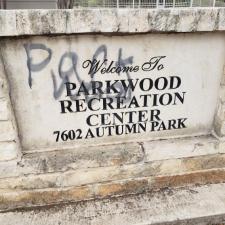 Welcome To
PARKWOOD
RECREATION
CENTER
7602 AUTUMN PARK